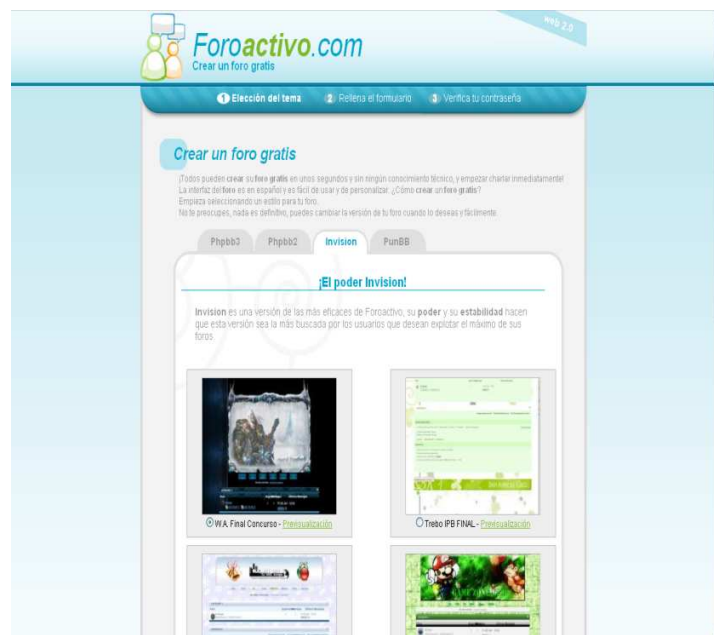 web 2.0
Foroactivo.com
Crear un foro gratis
1 Elección del tema 2 Rellena el formulario 3 Verifica tu contraseña
Crear un foro gratis
¡Todos pueden crear su foro gratis en unos segundos y sin ningún conocimiento técnico, y empezar charlar inmediatamente!
La interfaz del foro es en español y es fácil de usar y de personalizar. ¿Cómo crear un foro gratis?
Empieza seleccionando un estilo para tu foro.
No te preocupes, nada es definitivo, puedes cambiar la versión de tu foro cuando lo deseas y fácilmente.
Phpbb3 Phpbb2 Invision PunBB
¡El poder Invision!
Invision es una versión de las más eficaces de Foroactivo, su poder y su estabilidad hacen
que esta versión sea la más buscada por los usuarios que desean explotar el máximo de sus
foros.
W.A. Final Concurso - Previsualización
Trebo IPB FINAL - Previsualización